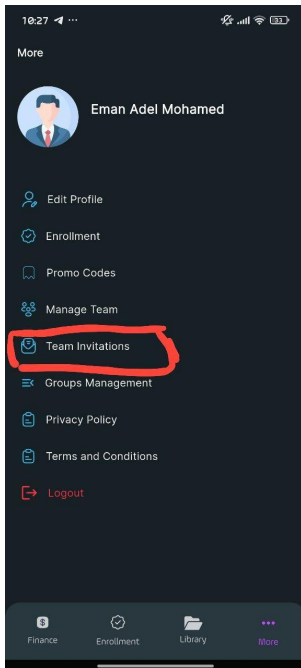 10:27
33
More
Eman Adel Mohamed
Edit Profile
Enrollment
Promo Codes
Manage Team
Team Invitations
Groups Management
Privacy Policy
Terms and Conditions
Logout
Finance
Enrollment
Library
More